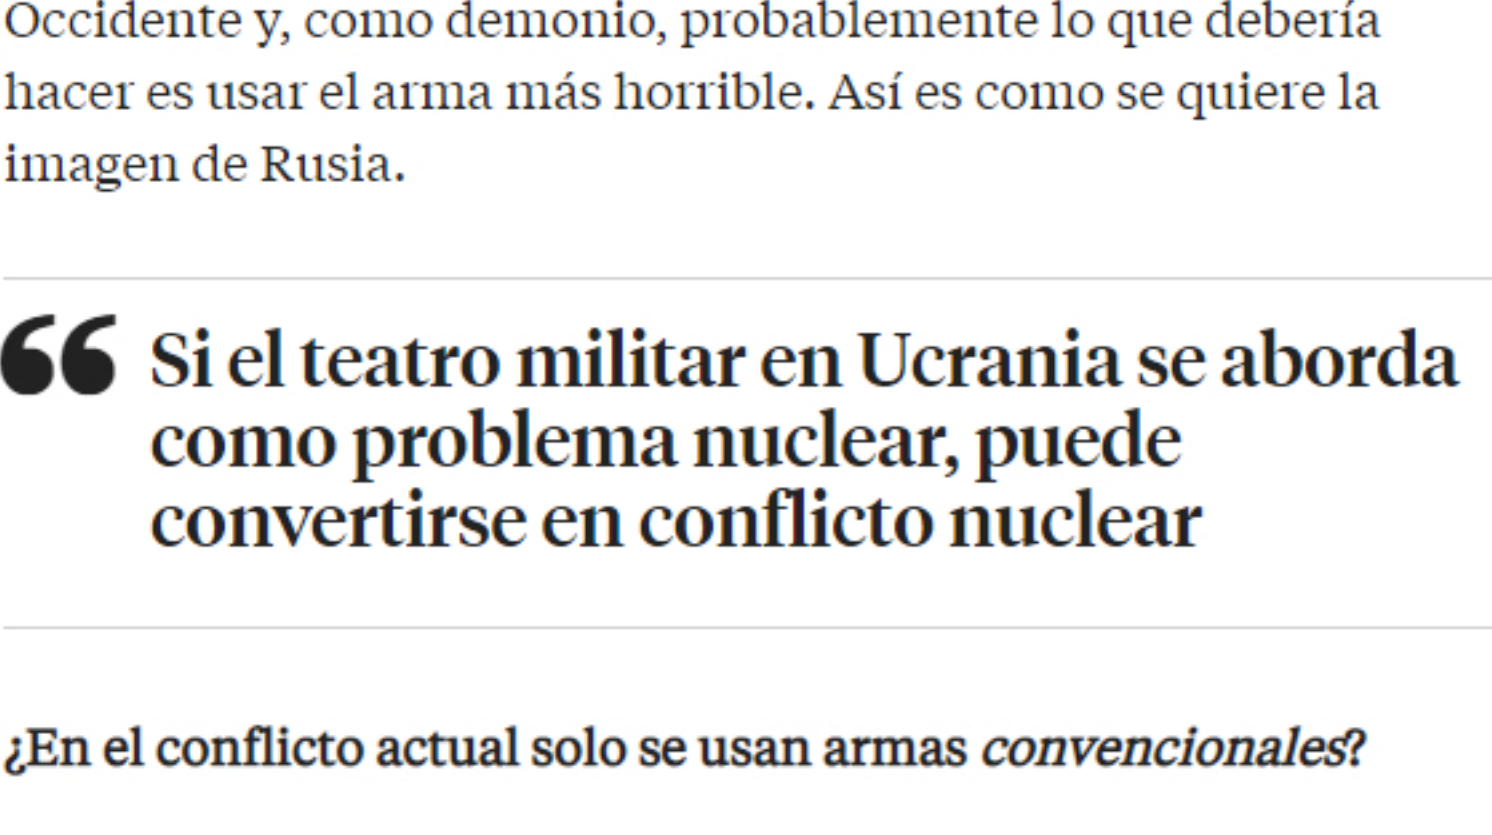 Occidente y, como demonio, probablemente lo que debería
hacer es usar el arma más horrible. Así es como se quiere la
imagen de Rusia.
“Si el teatro militar en Ucrania se aborda
como problema nuclear, puede
convertirse en conflicto nuclear
¿En el conflicto actual solo se usan armas convencionales?